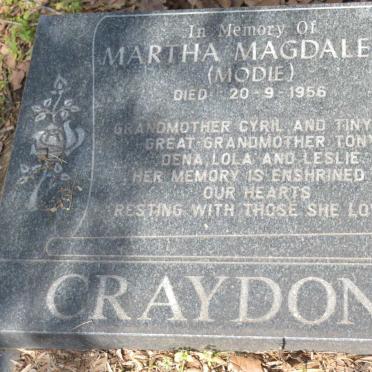 In Memory Of
MARTHA MAGDALE
(MODIE)
DIED 20-9-1956
GRANDMOTHER CYRIL AND TINY
GREAT-GRANDMOTHER TONY
DENA, LOLA AND LESLIE
HER MEMORY IS ENSHRINED
OUR HEARTS
RESTING WITH THOSE SHE LO
CRAYDON